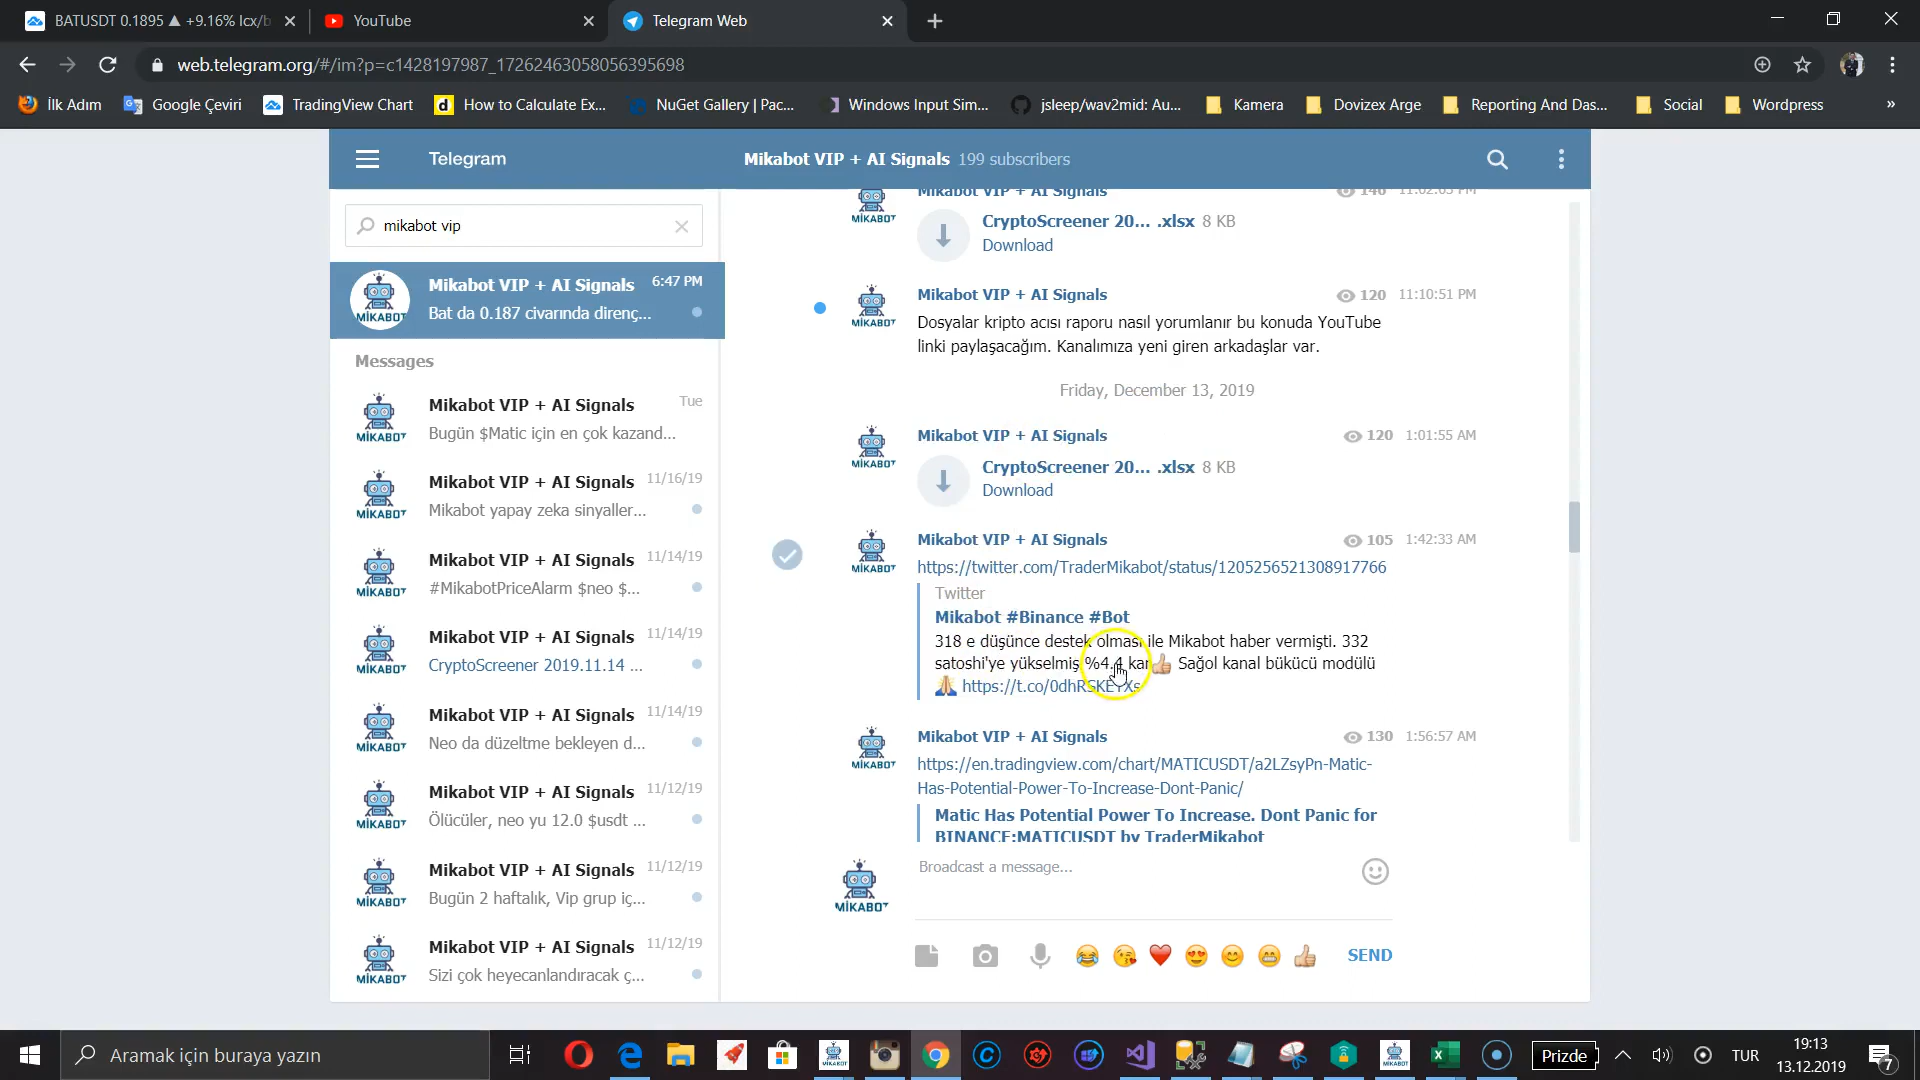 BATUSDT 0.1895 ▲ +9.16% Icx/b
YouTube
Telegram Web
web.telegram.org/#/im?p=c1428197987_17262463058056395698
İlk Adım
Google Çeviri
TradingView Chart
How to Calculate Ex...
NuGet Gallery | Pac...
Windows Input Sim...
jsleep/wav2mid: Au...
Kamera
Dovizex Arge
Reporting And Das...
Social
Wordpress
»
Telegram
Mikabot VIP + AI Signals 199 subscribers
mikabot vip
Mikabot VIP + AI Signals 6:47 PM
Bat da 0.187 civarında direnç...
Messages
Mikabot VIP + AI Signals Tue
Bugün $Matic için en çok kazand...
Mikabot VIP + AI Signals 11/16/19
Mikabot yapay zeka sinyaller...
Mikabot VIP + AI Signals 11/14/19
#MikabotPriceAlarm $neo $...
Mikabot VIP + AI Signals 11/14/19
CryptoScreener 2019.11.14 ...
Mikabot VIP + AI Signals 11/14/19
Neo da düzeltme bekleyen d...
Mikabot VIP + AI Signals 11/12/19
Ölücüler, neo yu 12.0 $usdt ...
Mikabot VIP + AI Signals 11/12/19
Bugün 2 haftalık, Vip grup iç...
Mikabot VIP + AI Signals 11/12/19
Sizi çok heyecanlandıracak ç...
Mikabot VIP + AI Signals 146 11:02:03 PM
CryptoScreener 20... .xlsx 8 KB
Download
Mikabot VIP + AI Signals 120 11:10:51 PM
Dosyalar kripto acısı raporu nasıl yorumlanır bu konuda YouTube
linki paylaşacağım. Kanalımıza yeni giren arkadaşlar var.
Friday, December 13, 2019
Mikabot VIP + AI Signals 120 1:01:55 AM
CryptoScreener 20... .xlsx 8 KB
Download
Mikabot VIP + AI Signals 105 1:42:33 AM
https://twitter.com/TraderMikabot/status/1205256521308917766
Twitter
Mikabot #Binance #Bot
318 e düşünce destek olması ile Mikabot haber vermişti. 332
satoshi'ye yükselmiş %4.4 kar👍 Sağol kanal bükücü modülü
🙏 https://t.co/0dhRSKEYXs
Mikabot VIP + AI Signals 130 1:56:57 AM
https://en.tradingview.com/chart/MATICUSDT/a2LZsyPn-Matic-
Has-Potential-Power-To-Increase-Dont-Panic/
Matic Has Potential Power To Increase. Dont Panic for
BINANCE:MATICUSDT by TraderMikabot
Broadcast a message...
MİKABOT
SEND
Aramak için buraya yazın
Prizde
TUR
19:13
13.12.2019
7